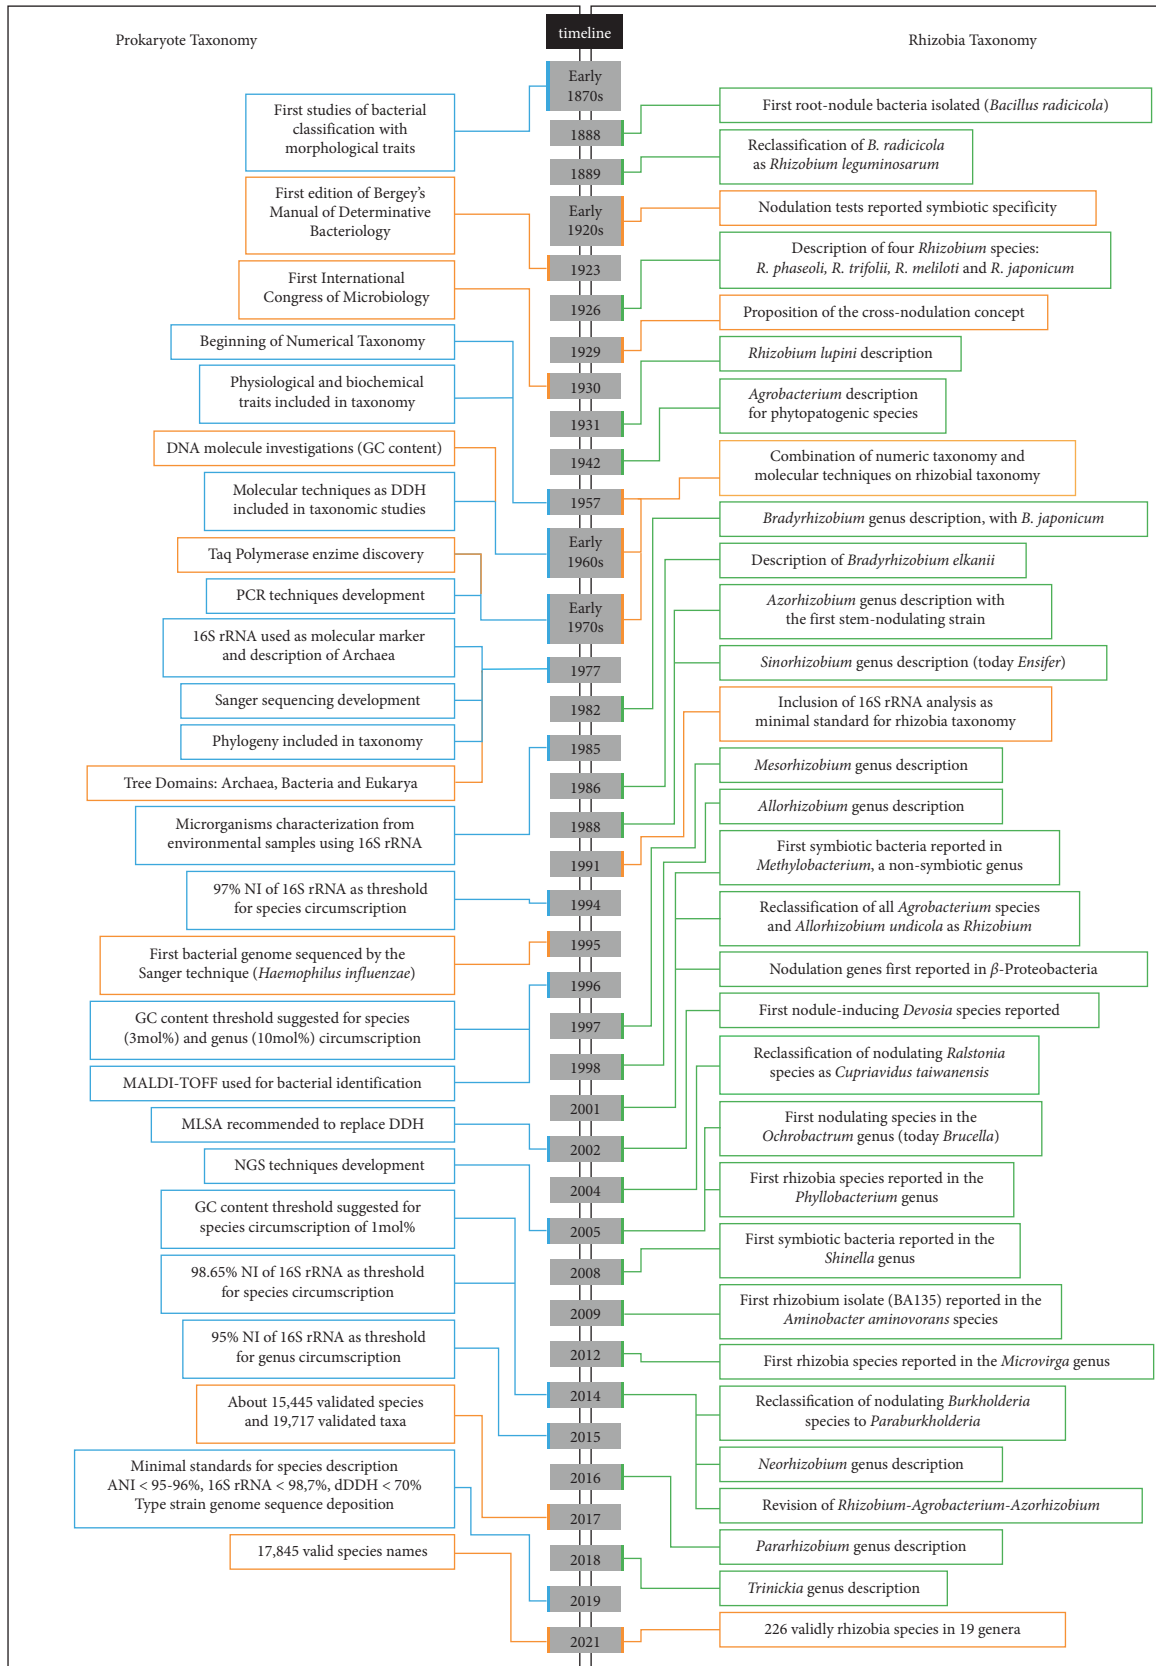 Prokaryote Taxonomy
timeline
Rhizobia Taxonomy
First studies of bacterial
classification with
morphological traits
First edition of Bergey's
Manual of Determinative
Bacteriology
First International
Congress of Microbiology
Beginning of Numerical Taxonomy
Physiological and biochemical
traits included in taxonomy
DNA molecule investigations (GC content)
Molecular techniques as DDH
included in taxonomic studies
Taq Polymerase enzime discovery
PCR techniques development
16S rRNA used as molecular marker
and description of Archaea
Sanger sequencing development
Phylogeny included in taxonomy
Tree Domains: Archaea, Bacteria and Eukarya
Microrganisms characterization from
environmental samples using 16S rRNA
97% NI of 16S rRNA as threshold
for species circumscription
First bacterial genome sequenced by the
Sanger technique (Haemophilus influenzae)
GC content threshold suggested for species
(3mol%) and genus (10mol%) circumscription
MALDI-TOFF used for bacterial identification
MLSA recommended to replace DDH
NGS techniques development
GC content threshold suggested for
species circumscription of 1mol%
98.65% NI of 16S rRNA as threshold
for species circumscription
95% NI of 16S rRNA as threshold
for genus circumscription
About 15,445 validated species
and 19,717 validated taxa
Minimal standards for species description
ANI < 95-96%, 16S rRNA < 98,7%, dDDH < 70%
Type strain genome sequence deposition
17,845 valid species names
Early
1870s
1888
1889
Early
1920s
1923
1926
1929
1930
1931
1942
1957
Early
1960s
Early
1970s
1977
1982
1985
1986
1988
1991
1994
1995
1996
1997
1998
2001
2002
2004
2005
2008
2009
2012
2014
2015
2016
2017
2018
2019
2021
First root-nodule bacteria isolated (Bacillus radicicola)
Reclassification of B. radicicola
as Rhizobium leguminosarum
Nodulation tests reported symbiotic specificity
Description of four Rhizobium species:
R. phaseoli, R. trifolii, R. meliloti and R. japonicum
Proposition of the cross-nodulation concept
Rhizobium lupini description
Agrobacterium description
for phytopatogenic species
Combination of numeric taxonomy and
molecular techniques on rhizobial taxonomy
Bradyrhizobium genus description, with B. japonicum
Description of Bradyrhizobium elkanii
Azorhizobium genus description with
the first stem-nodulating strain
Sinorhizobium genus description (today Ensifer)
Inclusion of 16S rRNA analysis as
minimal standard for rhizobia taxonomy
Mesorhizobium genus description
Allorhizobium genus description
First symbiotic bacteria reported in
Methylobacterium, a non-symbiotic genus
Reclassification of all Agrobacterium species
and Allorhizobium undicola as Rhizobium
Nodulation genes first reported in β-Proteobacteria
First nodule-inducing Devosia species reported
Reclassification of nodulating Ralstonia
species as Cupriavidus taiwanensis
First nodulating species in the
Ochrobactrum genus (today Brucella)
First rhizobia species reported in the
Phyllobacterium genus
First symbiotic bacteria reported in the
Shinella genus
First rhizobium isolate (BA135) reported in the
Aminobacter aminovorans species
First rhizobia species reported in the Microvirga genus
Reclassification of nodulating Burkholderia
species to Paraburkholderia
Neorhizobium genus description
Revision of Rhizobium-Agrobacterium-Azorhizobium
Pararhizobium genus description
Trinickia genus description
226 validly rhizobia species in 19 genera